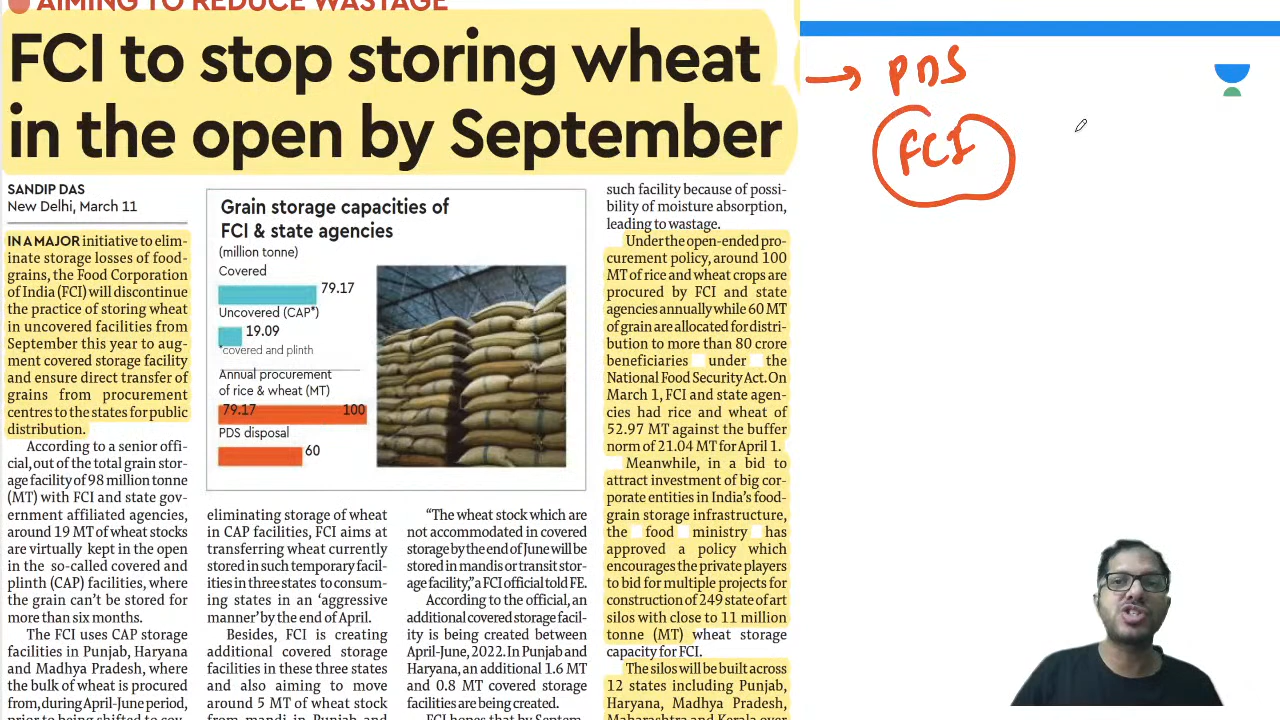 AIMING TO REDUCE WASTAGE
FCI to stop storing wheat
in the open by September
SANDIP DAS
New Delhi, March 11
IN A MAJOR initiative to elim-
inate storage losses of food-
grains, the Food Corporation
of India (FCI) will discontinue
the practice of storing wheat
in uncovered facilities from
September this year to aug-
ment covered storage facility
and ensure direct transfer of
grains from procurement
centres to the states for public
distribution.
According to a senior offi-
cial, out of the total grain stor-
age facility of 98 million tonne
(MT) with FCI and state gov-
ernment affiliated agencies,
around 19 MT of wheat stocks
are virtually kept in the open
in the so-called covered and
plinth (CAP) facilities, where
the grain can't be stored for
more than six months.
The FCI uses CAP storage
facilities in Punjab, Haryana
and Madhya Pradesh, where
the bulk of wheat is procured
from, during April-June period,
prior to being shifted to cov-
Grain storage capacities of
FCI & state agencies
(million tonne)
Covered
79.17
Uncovered (CAP*)
19.09
*covered and plinth
Annual procurement
of rice & wheat (MT)
79.17 100
PDS disposal
60
eliminating storage of wheat
in CAP facilities, FCI aims at
transferring wheat currently
stored in such temporary facil-
ities in three states to consum-
ing states in an 'aggressive
manner' by the end of April.
Besides, FCI is creating
additional covered storage
facilities in these three states
and also aiming to move
around 5 MT of wheat stock
from mandi in Punjab and
"The wheat stock which are
not accommodated in covered
storage by the end of June will be
stored in mandis or transit stor-
age facility," a FCI official told FE.
According to the official, an
additional covered storage facil-
ity is being created between
April-June, 2022. In Punjab and
Haryana, an additional 1.6 MT
and 0.8 MT covered storage
facilities are being created.
FCI hopes that by Septem-
such facility because of possi-
bility of moisture absorption,
leading to wastage.
Under the open-ended pro-
curement policy, around 100
MT of rice and wheat crops are
procured by FCI and state
agencies annually while 60 MT
of grain are allocated for distri-
bution to more than 80 crore
beneficiaries under the
National Food Security Act. On
March 1, FCI and state agen-
cies had rice and wheat of
52.97 MT against the buffer
norm of 21.04 MT for April 1.
Meanwhile, in a bid to
attract investment of big cor-
porate entities in India's food-
grain storage infrastructure,
the food ministry has
approved a policy which
encourages the private players
to bid for multiple projects for
construction of 249 state of art
silos with close to 11 million
tonne (MT) wheat storage
capacity for FCI.
The silos will be built across
12 states including Punjab,
Haryana, Madhya Pradesh,
Maharashtra and Kerala over
PDS
FCI